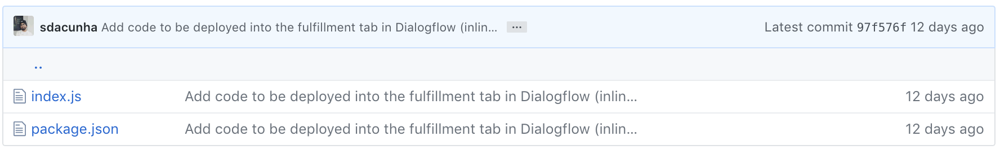 sdacunha Add code to be deployed into the fulfillment tab in Dialogflow (inlin... ... Latest commit 97f576f 12 days ago
..
index.js Add code to be deployed into the fulfillment tab in Dialogflow (inlin... 12 days ago
package.json Add code to be deployed into the fulfillment tab in Dialogflow (inlin... 12 days ago